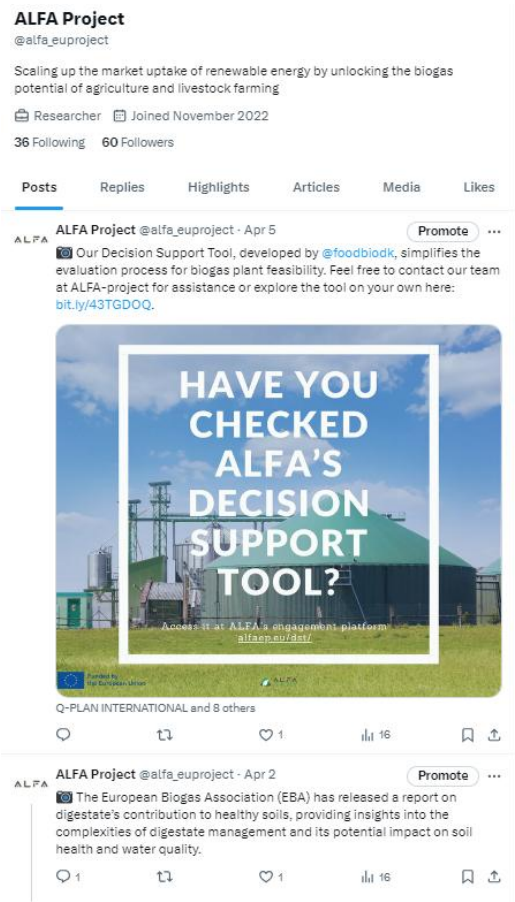 ALFA Project
@alfa_euproject
Scaling up the market uptake of renewable energy by unlocking the biogas
potential of agriculture and livestock farming
Researcher Joined November 2022
36 Following 60 Followers
Posts Replies Highlights Articles Media Likes
ALFA
ALFA Project @alfa_euproject · Apr 5 Promote
Our Decision Support Tool, developed by @foodbiodk, simplifies the
evaluation process for biogas plant feasibility. Feel free to contact our team
at ALFA-project for assistance or explore the tool on your own here:
bit.ly/43TGDOQ.
HAVE YOU
CHECKED
ALFA'S
DECISION
SUPPORT
TOOL?
Access it at ALFA's engagement platform
alfaep.eu/dst/
Funded by
the European Union
ALFA
Q-PLAN INTERNATIONAL and 8 others
1 16
ALFA
ALFA Project @alfa_euproject · Apr 2 Promote
The European Biogas Association (EBA) has released a report on
digestate's contribution to healthy soils, providing insights into the
complexities of digestate management and its potential impact on soil
health and water quality.
1 1 16